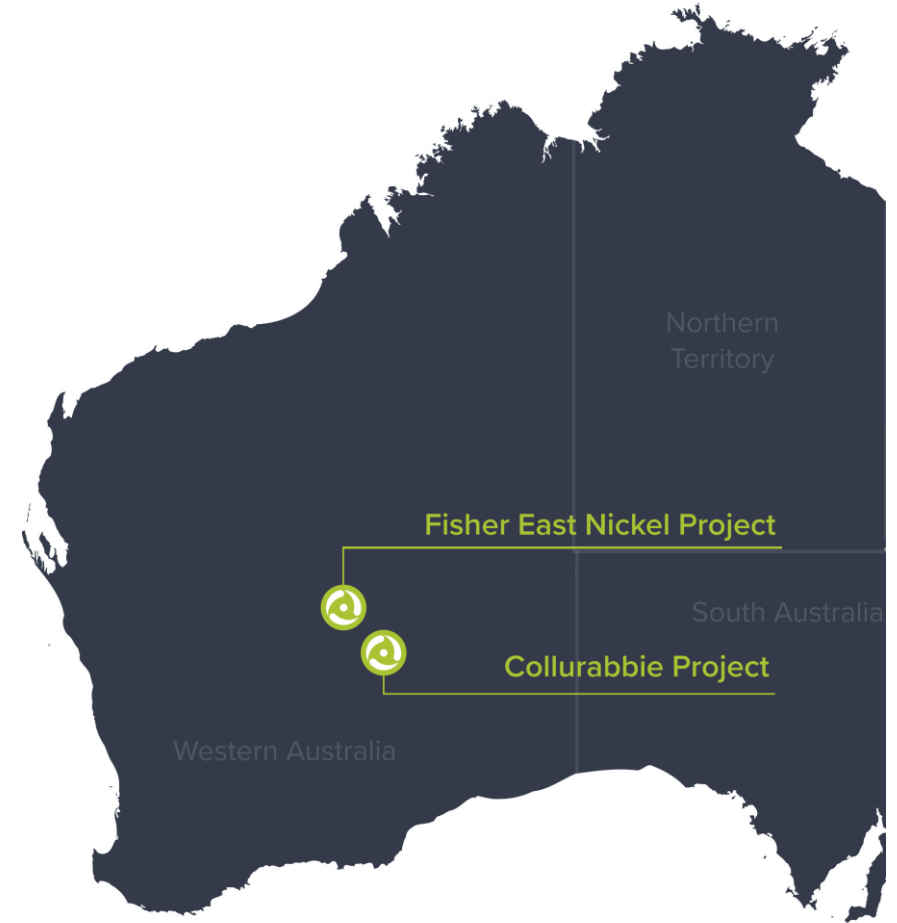 Northern
Territory
Fisher East Nickel Project
South Australia
Collurabbie Project
Western Australia